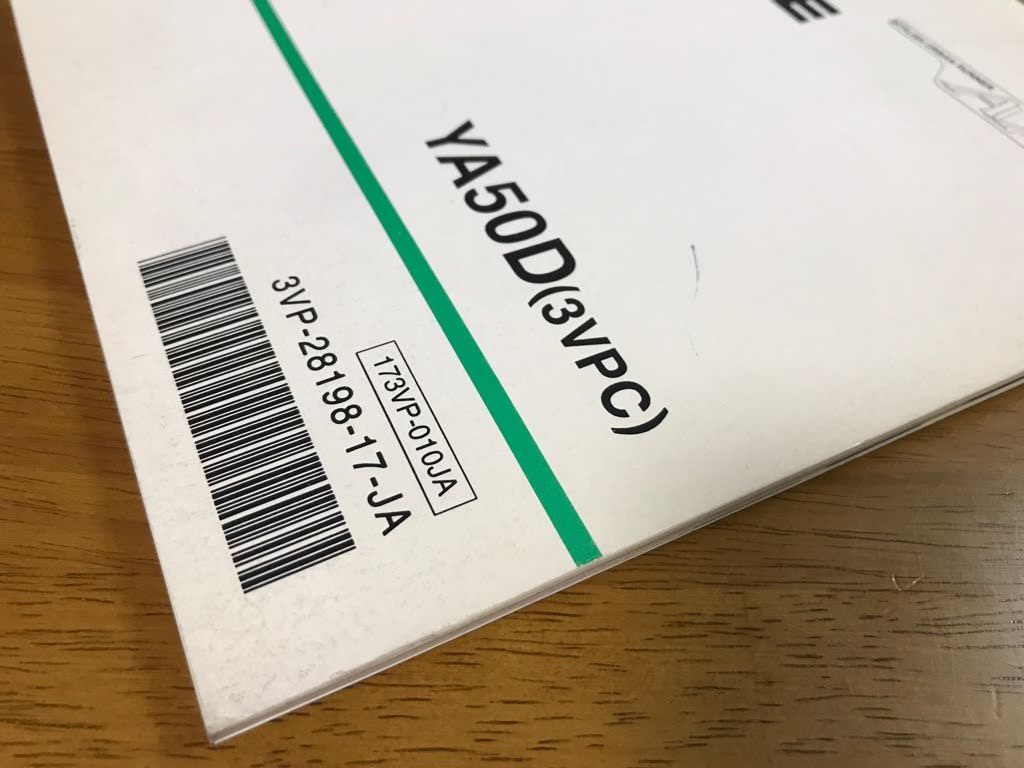 E
YA50D(3VPC)
173VP-010JA
3VP-28198-17-JA